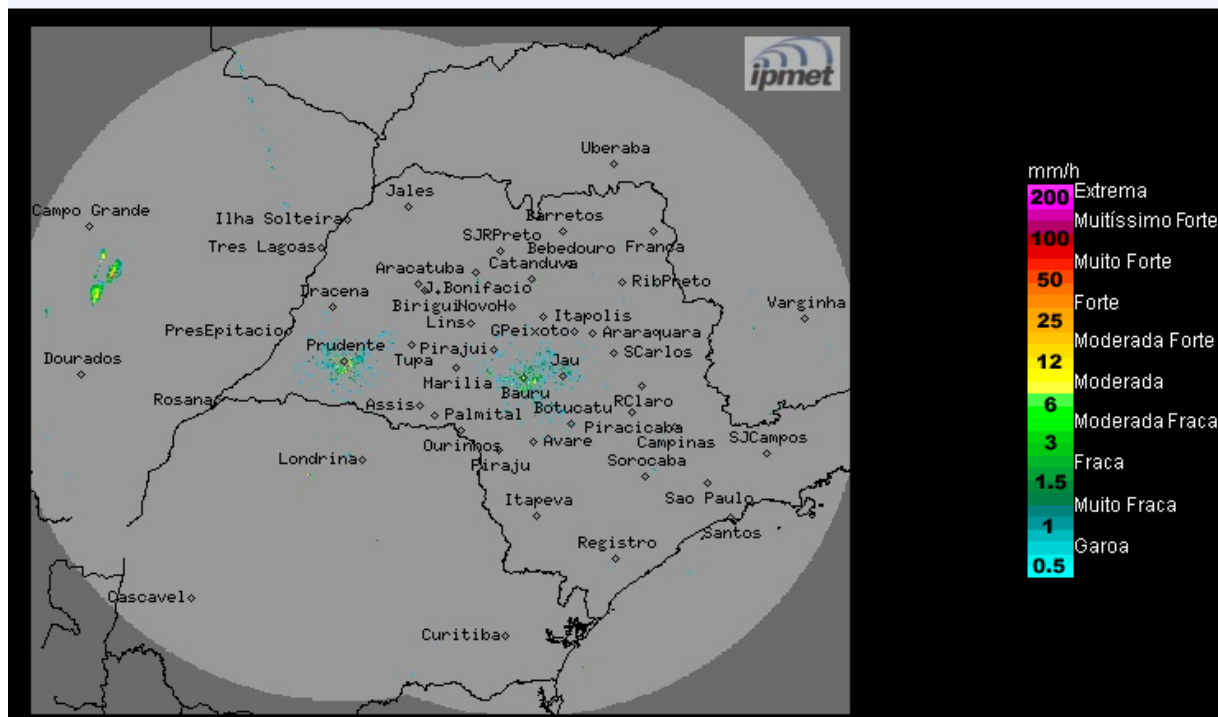 ipmet
Uberaba
Jales
Campo Grande
Ilha Solteira
Barretos
Tres Lagoas
SJRPreto
Bebedouro
Franca
Aracatuba
Catanduva
Dracena
J.Bonifacio
RibPreto
Birigui
NovoH
Itapolis
Varginha
PresEpitacio
Lins
GPeixoto
Araraquara
Prudente
Pirajui
Jau
SCarlos
Dourados
Tupa
Marilia
Bauru
Rosana
Assis
Palmital
Botucatu
RClaro
Piracicaba
Ourinhos
Avare
Campinas
SJCampos
Londrina
Piraju
Sorocaba
Itapeva
Sao Paulo
Santos
Registro
Cascavel
Curitiba
mm/h
200 Extrema
Muitíssimo Forte
100
Muito Forte
50
Forte
25
Moderada Forte
12
Moderada
6
Moderada Fraca
3
Fraca
1.5
Muito Fraca
1
Garoa
0.5